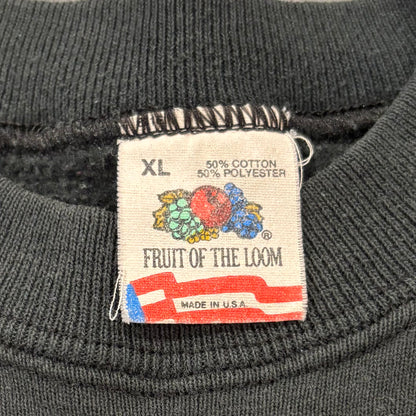 XL
50% COTTON
50% POLYESTER
®
FRUIT OF THE LOOM
MADE IN U.S.A.